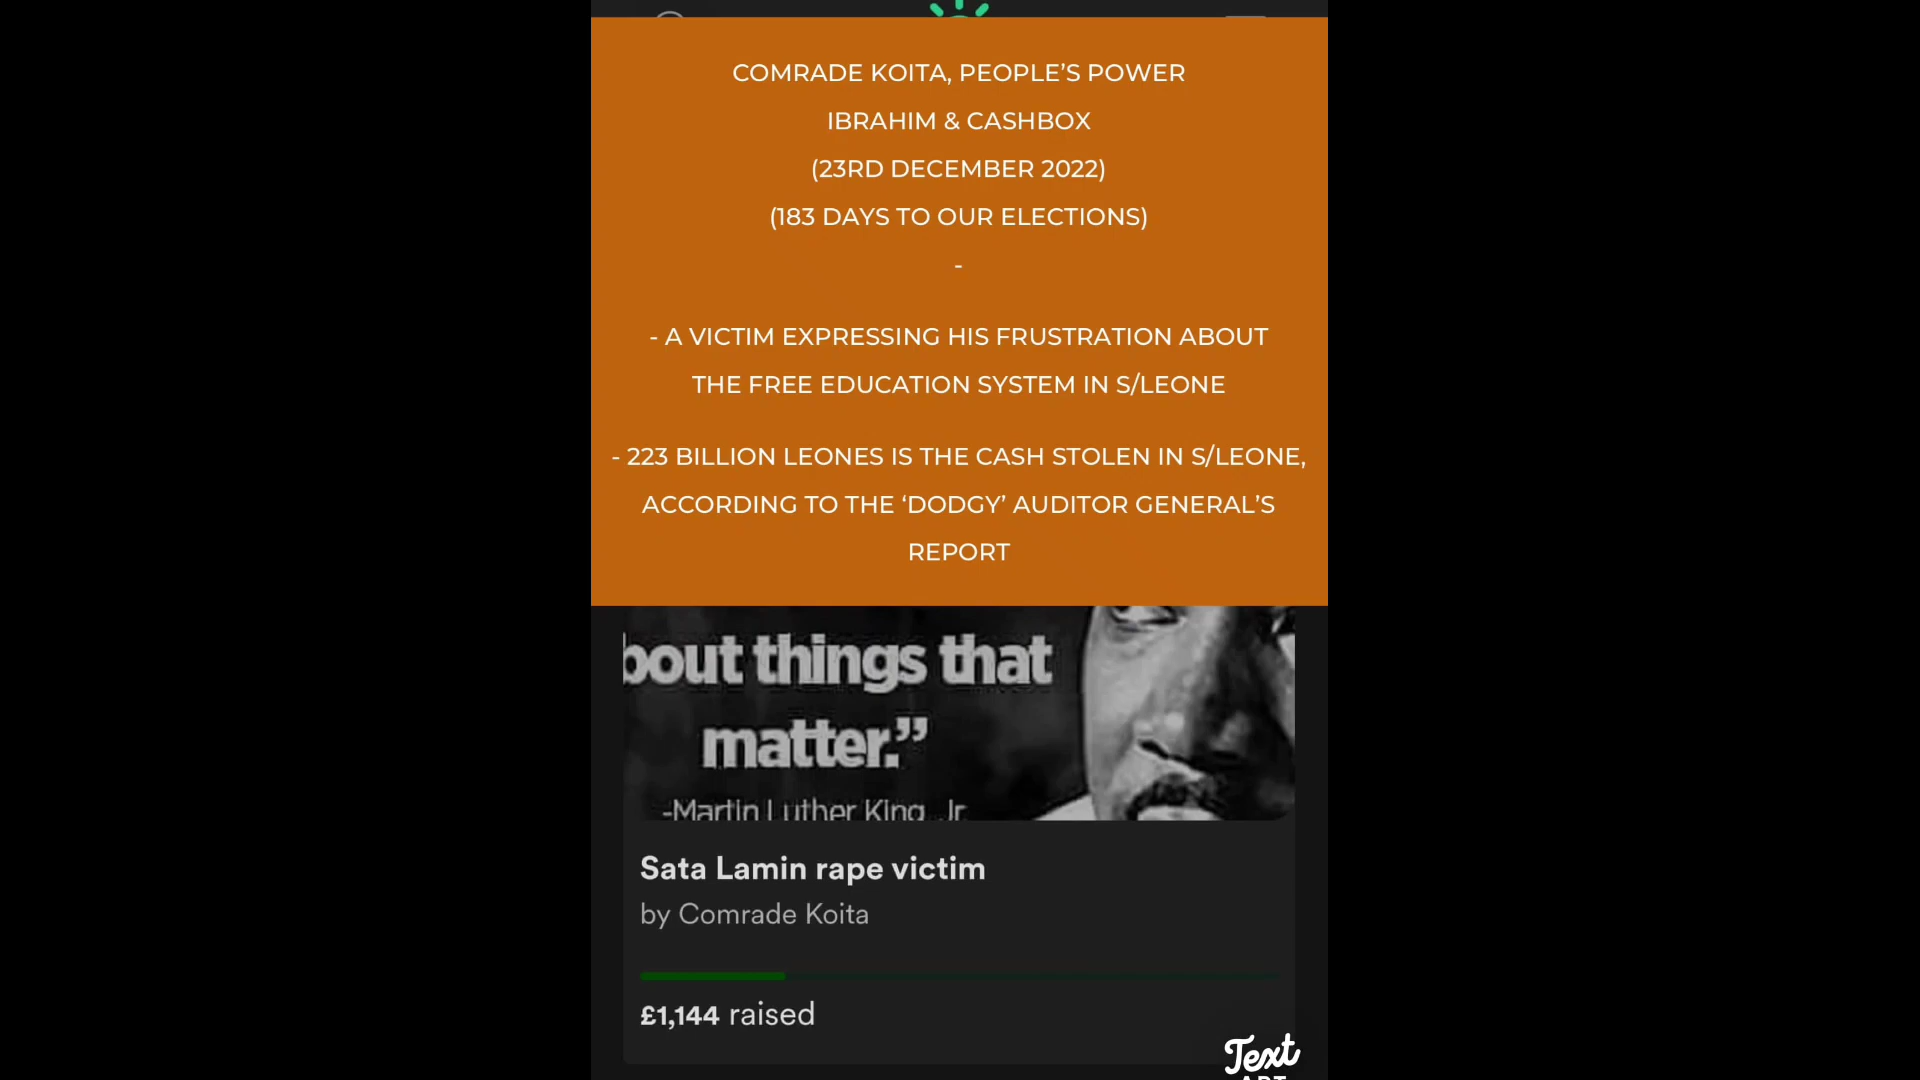 COMRADE KOITA, PEOPLE’S POWER
IBRAHIM & CASHBOX
(23RD DECEMBER 2022)
(183 DAYS TO OUR ELECTIONS)
-
- A VICTIM EXPRESSING HIS FRUSTRATION ABOUT
THE FREE EDUCATION SYSTEM IN S/LEONE
- 223 BILLION LEONES IS THE CASH STOLEN IN S/LEONE,
ACCORDING TO THE ‘DODGY’ AUDITOR GENERAL’S
REPORT
bout things that
matter.”
-Martin Luther King, Jr.
Sata Lamin rape victim
by Comrade Koita
£1,144 raised
Text
ART